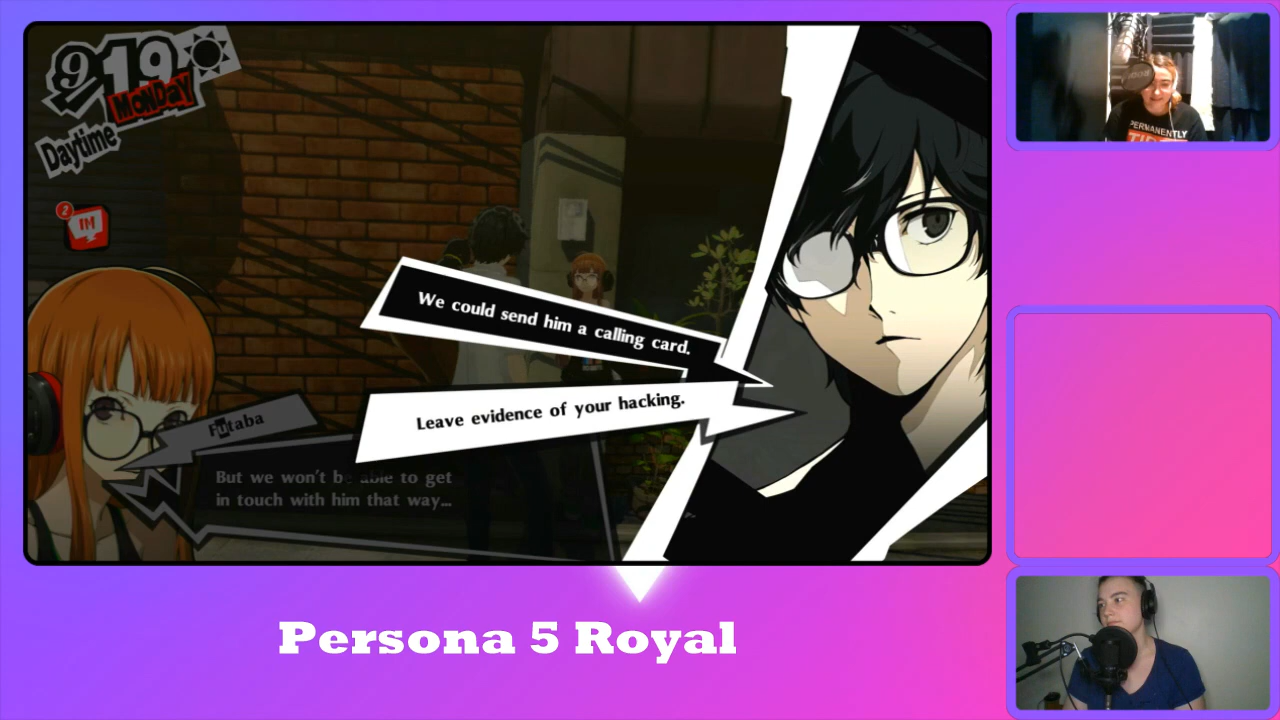 9/19
MONDAY
Daytime
2
IM
We could send him a calling card.
Leave evidence of your hacking.
Futaba
But we won't be able to get
in touch with him that way...
PERMANENTLY
Persona 5 Royal